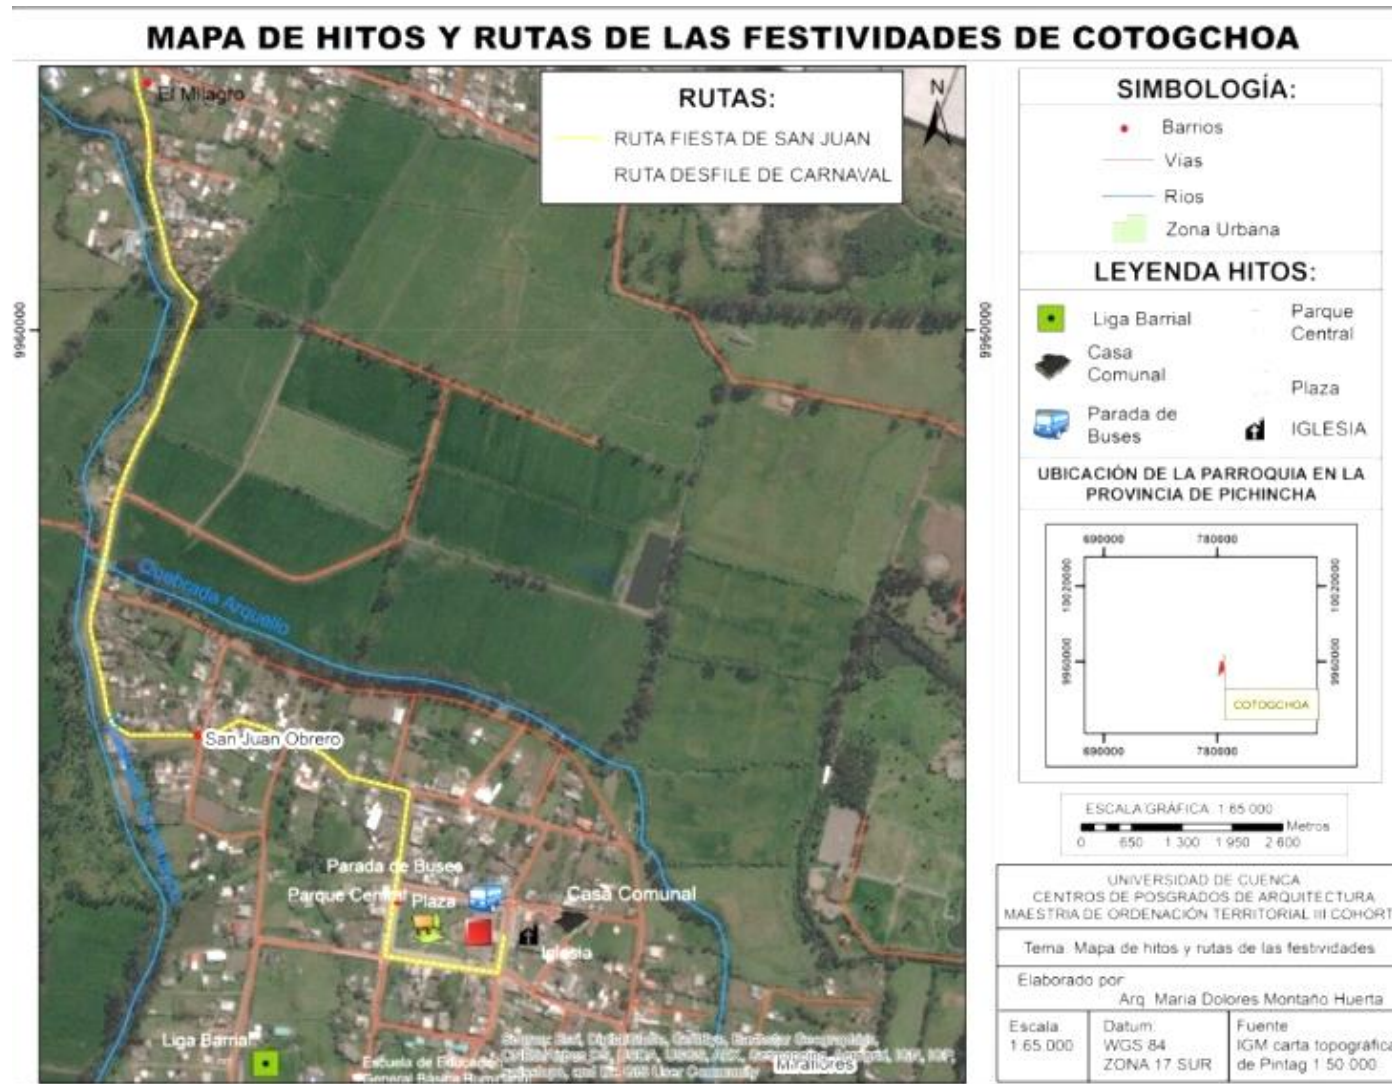 MAPA DE HITOS Y RUTAS DE LAS FESTIVIDADES DE COTOGCHOA
El Milagro
RUTAS:
RUTA FIESTA DE SAN JUAN
RUTA DESFILE DE CARNAVAL
N
9960000
9960000
Quebrada Arquello
San Juan Obrero
Parada de Buses
Parque Central
Plaza
Casa Comunal
Iglesia
Liga Barrial
Escuela de Educación
General Básica
Miraflores
SIMBOLOGÍA:
Barrios
Vías
Rios
Zona Urbana
LEYENDA HITOS:
Liga Barrial
Parque
Central
Casa
Comunal
Plaza
Parada de
Buses
IGLESIA
UBICACIÓN DE LA PARROQUIA EN LA
PROVINCIA DE PICHINCHA
690000 780000
10020000 10020000
9960000 9960000
COTOGCHOA
690000 780000
ESCALA GRÁFICA 1:65 000
Metros
0 650 1 300 1 950 2 600
UNIVERSIDAD DE CUENCA
CENTROS DE POSGRADOS DE ARQUITECTURA
MAESTRIA DE ORDENACIÓN TERRITORIAL III COHORT
Tema: Mapa de hitos y rutas de las festividades
Elaborado por:
Arq. Maria Dolores Montaño Huerta
Escala:
1:65.000
Datum:
WGS 84
ZONA 17 SUR
Fuente
IGM carta topográfica
de Pintag 1:50 000